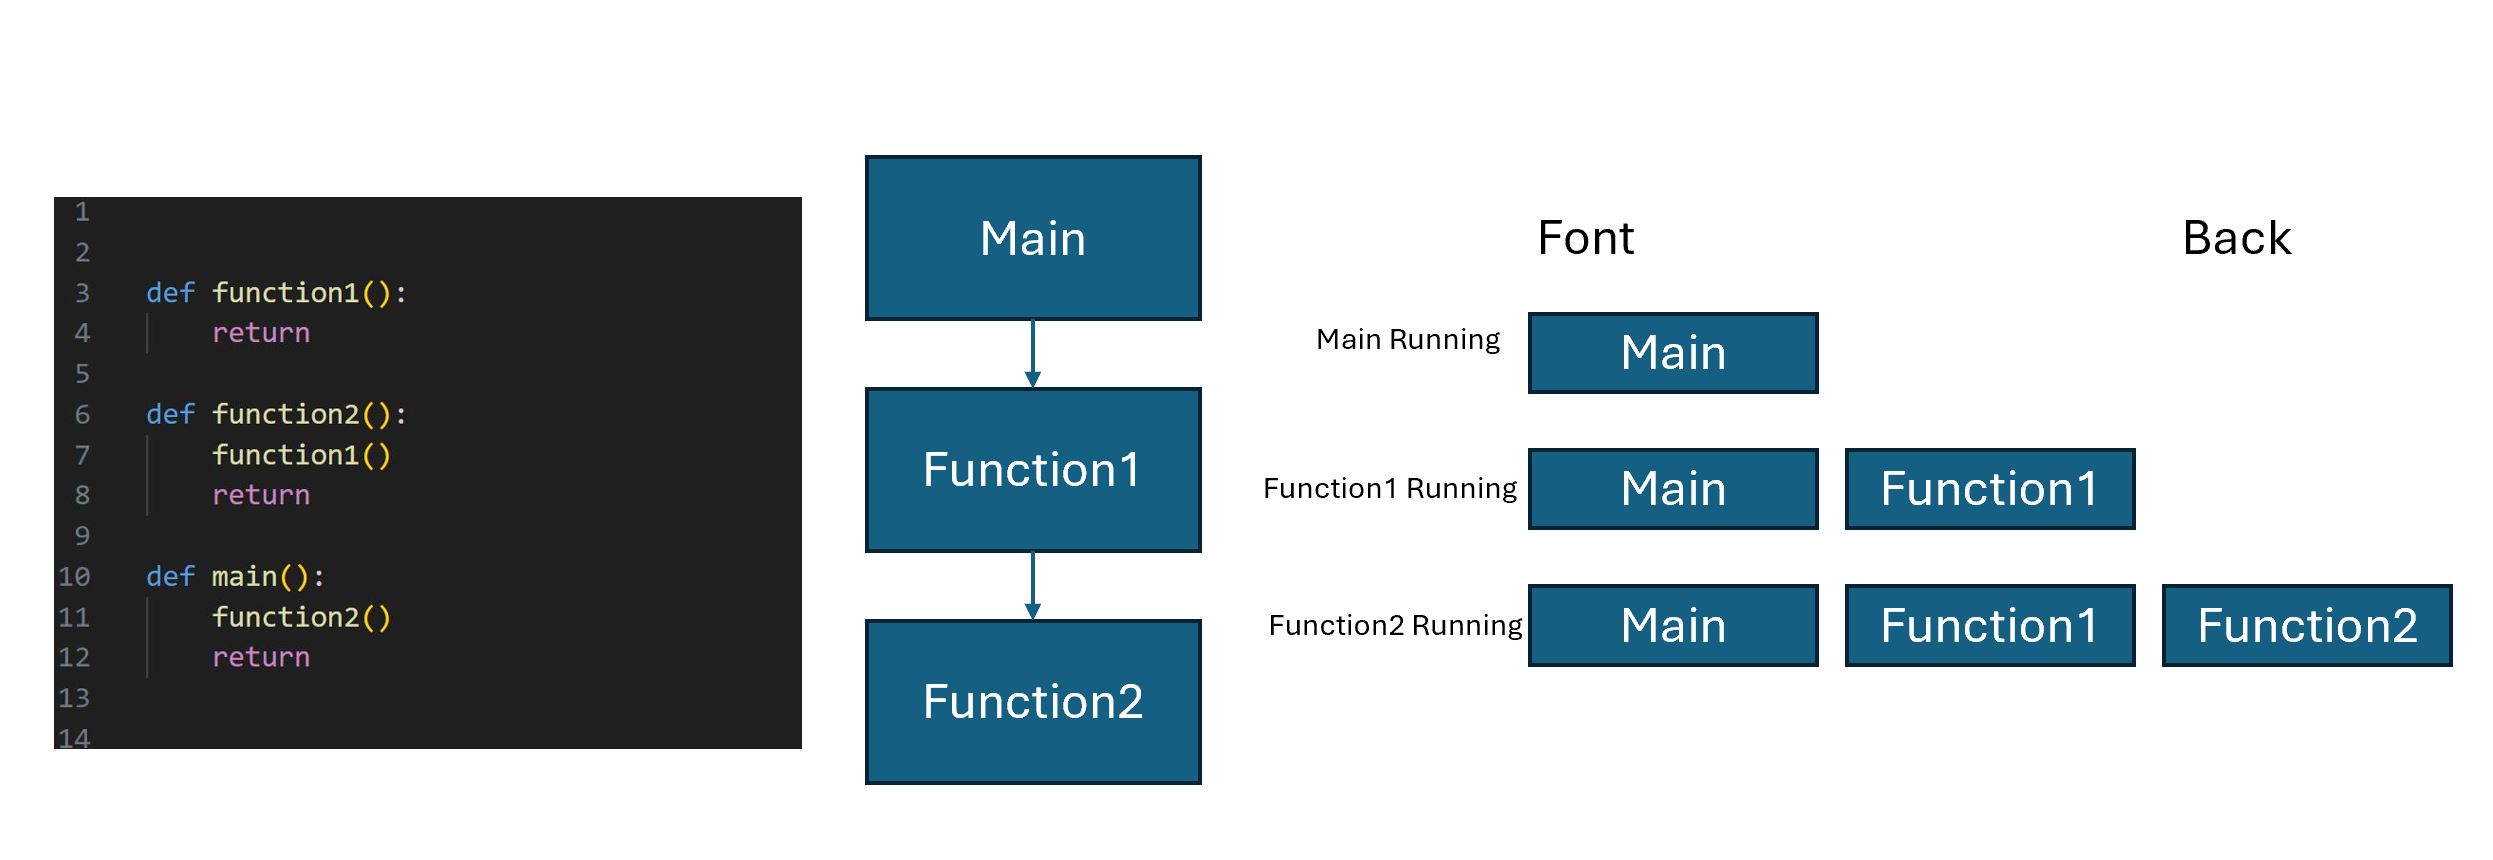 1
2
3 def function1():
4 return
5
6 def function2():
7 function1()
8 return
9
10 def main():
11 function2()
12 return
13
14
Main
Function1
Function2
Font Back
Main Running Main
Function1 Running Main Function1
Function2 Running Main Function1 Function2